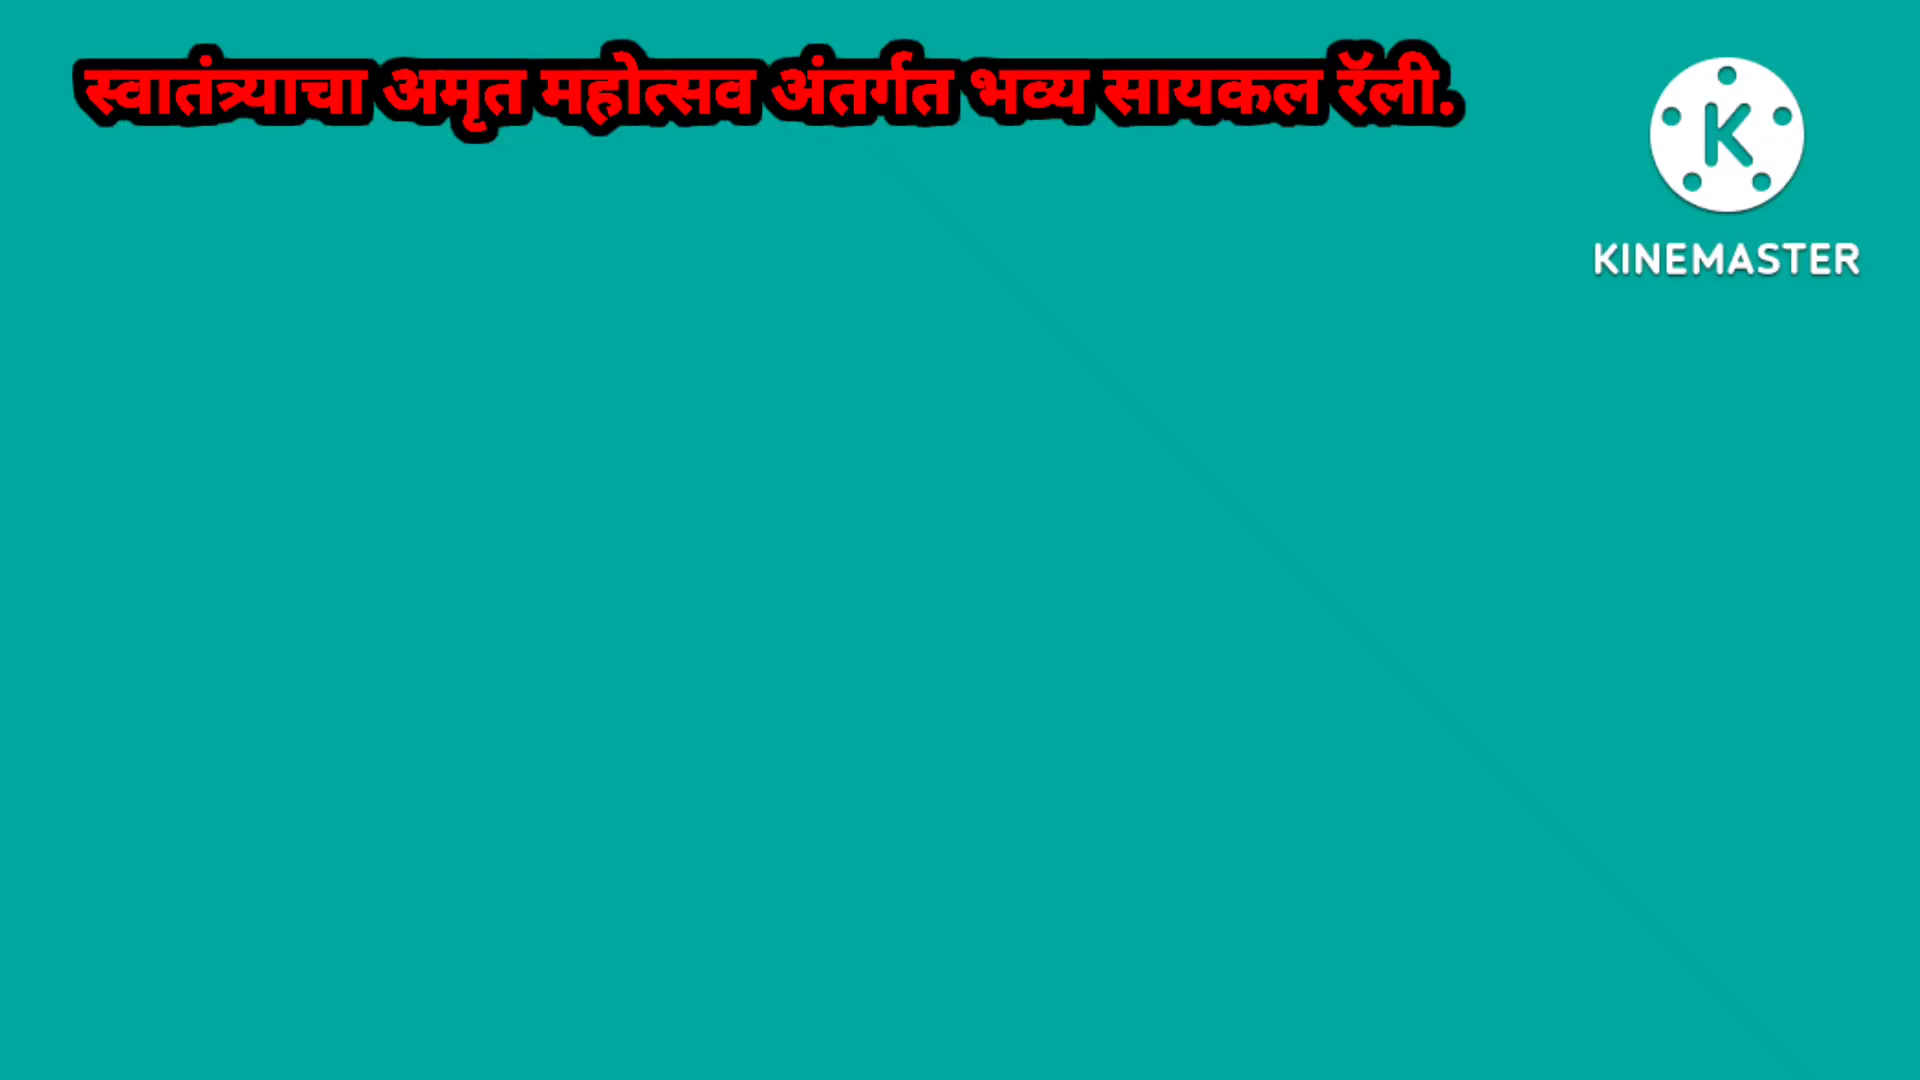 स्वातंत्र्याचा अमृत महोत्सव अंतर्गत भव्य सायकल रॅली.
K
KINEMASTER